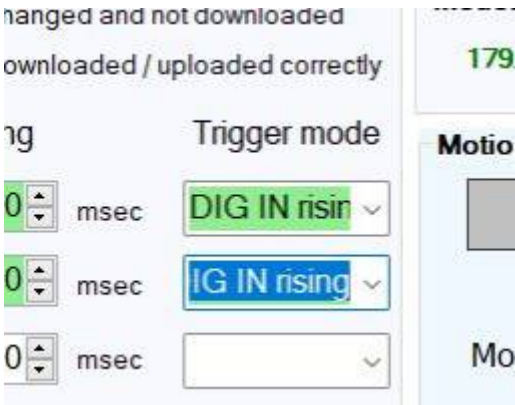 hanged and not downloaded
ownloaded / uploaded correctly
179
ng
Trigger mode
Motio
0
msec
DIG IN risin
0
msec
IG IN rising
0
msec
Mo